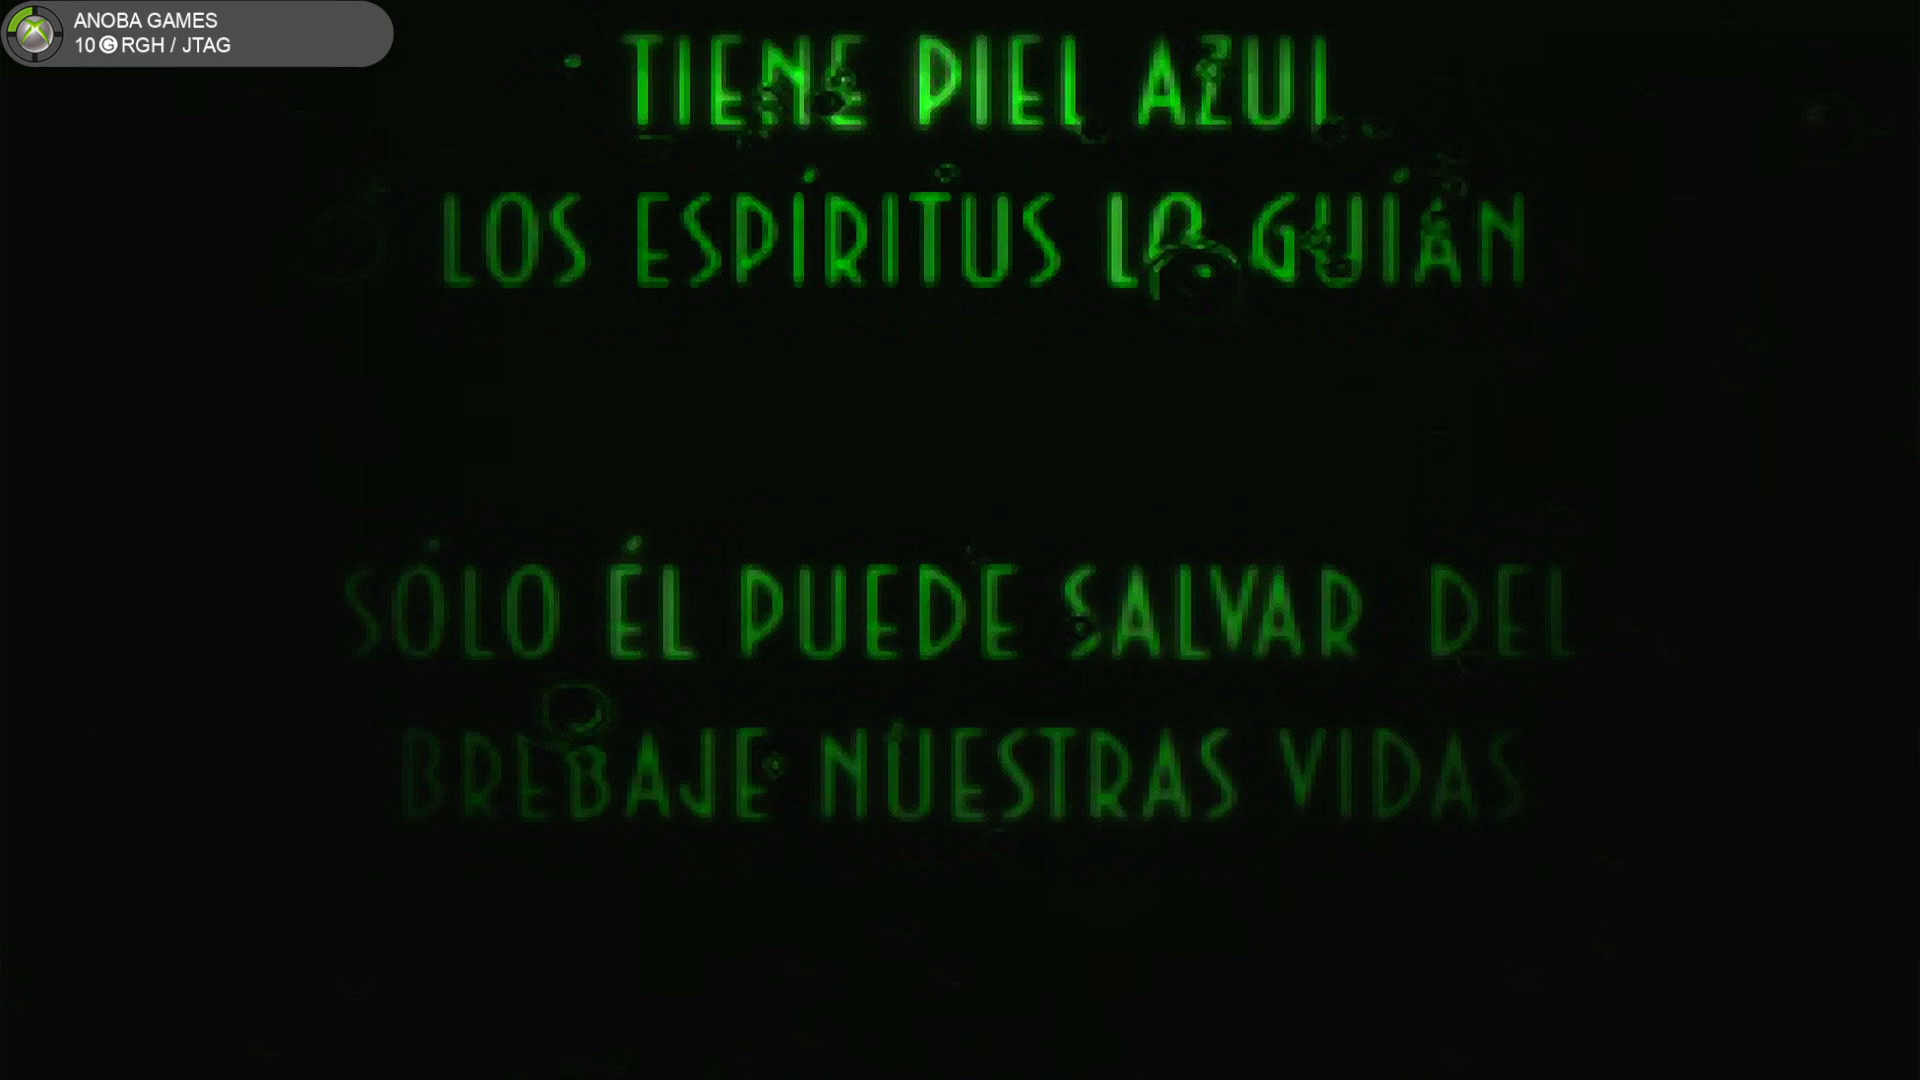 ANOBA GAMES
10 G RGH / JTAG
TIENE PIEL AZUL
LOS ESPÍRITUS LO GUÍAN
SÓLO ÉL PUEDE SALVAR DEL
BREBAJE NUESTRAS VIDAS